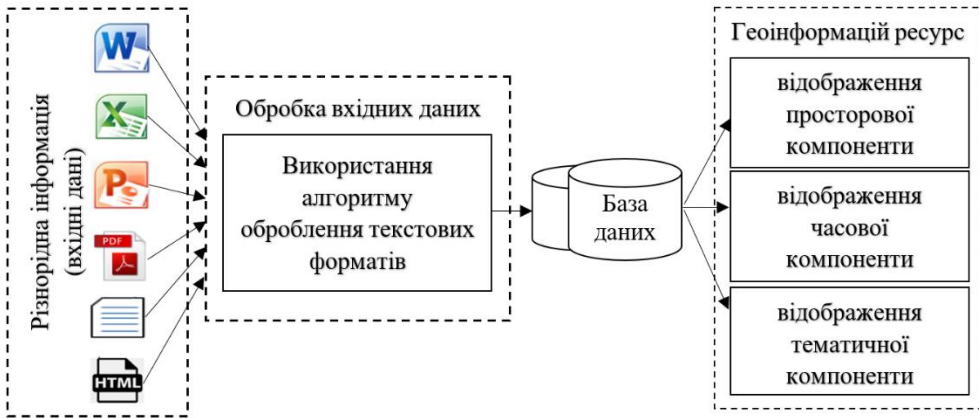 Різнорідна інформація
(вхідні дані)
W
X
P
PDF
HTML
Обробка вхідних даних
Використання
алгоритму
оброблення текстових
форматів
База
даних
Геоінформацій ресурс
відображення
просторової
компоненти
відображення
часової
компоненти
відображення
тематичної
компоненти